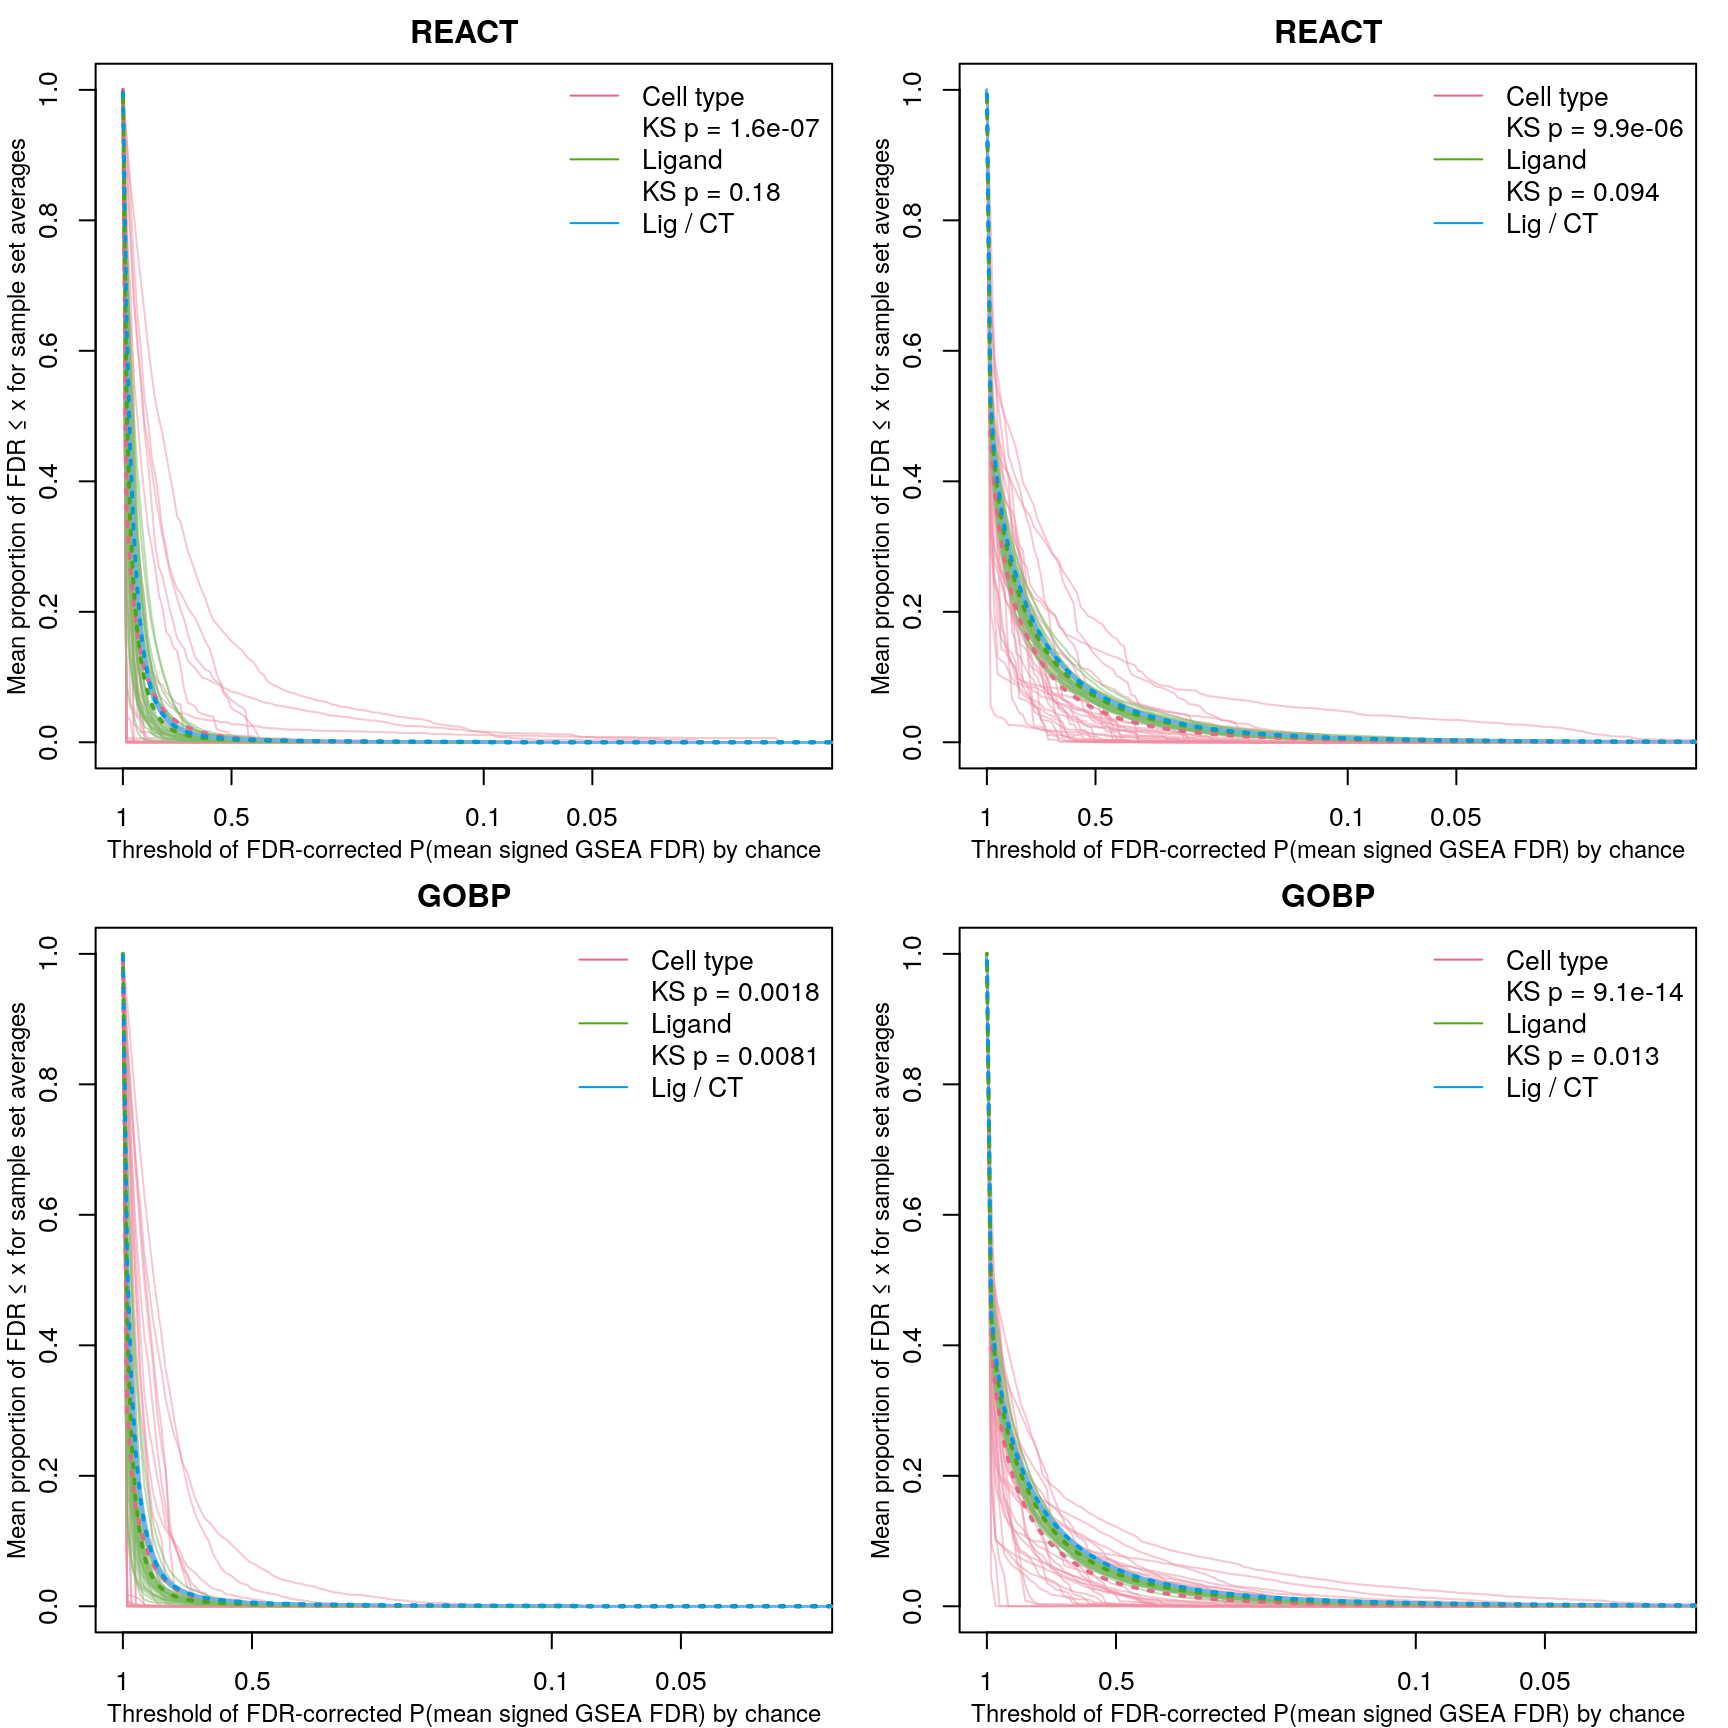 REACT
1.0
0.8
0.6
0.4
0.2
0.0
Mean proportion of FDR ≤ x for sample set averages
Cell type
KS p = 1.6e-07
Ligand
KS p = 0.18
Lig / CT
1 0.5 0.1 0.05
Threshold of FDR-corrected P(mean signed GSEA FDR) by chance
REACT
1.0
0.8
0.6
0.4
0.2
0.0
Mean proportion of FDR ≤ x for sample set averages
Cell type
KS p = 9.9e-06
Ligand
KS p = 0.094
Lig / CT
1 0.5 0.1 0.05
Threshold of FDR-corrected P(mean signed GSEA FDR) by chance
GOBP
1.0
0.8
0.6
0.4
0.2
0.0
Mean proportion of FDR ≤ x for sample set averages
Cell type
KS p = 0.0018
Ligand
KS p = 0.0081
Lig / CT
1 0.5 0.1 0.05
Threshold of FDR-corrected P(mean signed GSEA FDR) by chance
GOBP
1.0
0.8
0.6
0.4
0.2
0.0
Mean proportion of FDR ≤ x for sample set averages
Cell type
KS p = 9.1e-14
Ligand
KS p = 0.013
Lig / CT
1 0.5 0.1 0.05
Threshold of FDR-corrected P(mean signed GSEA FDR) by chance